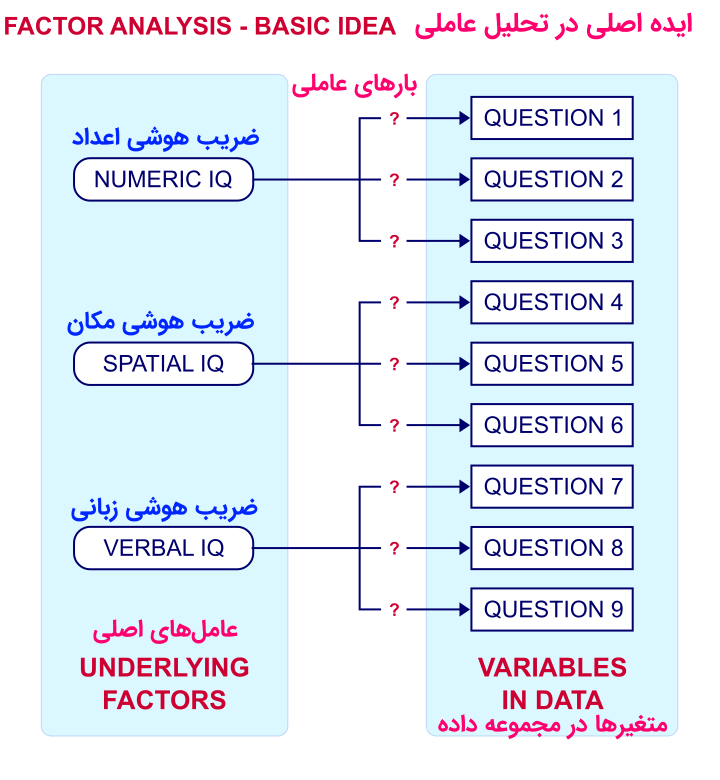 FACTOR ANALYSIS - BASIC IDEA ایده اصلی در تحلیل عاملی
بارهای عاملی
ضریب هوشی اعداد
NUMERIC IQ
? QUESTION 1
? QUESTION 2
? QUESTION 3
ضریب هوشی مکان
SPATIAL IQ
? QUESTION 4
? QUESTION 5
? QUESTION 6
ضریب هوشی زبانی
VERBAL IQ
? QUESTION 7
? QUESTION 8
? QUESTION 9
عامل‌های اصلی
UNDERLYING
FACTORS
VARIABLES
IN DATA
متغیرها در مجموعه داده